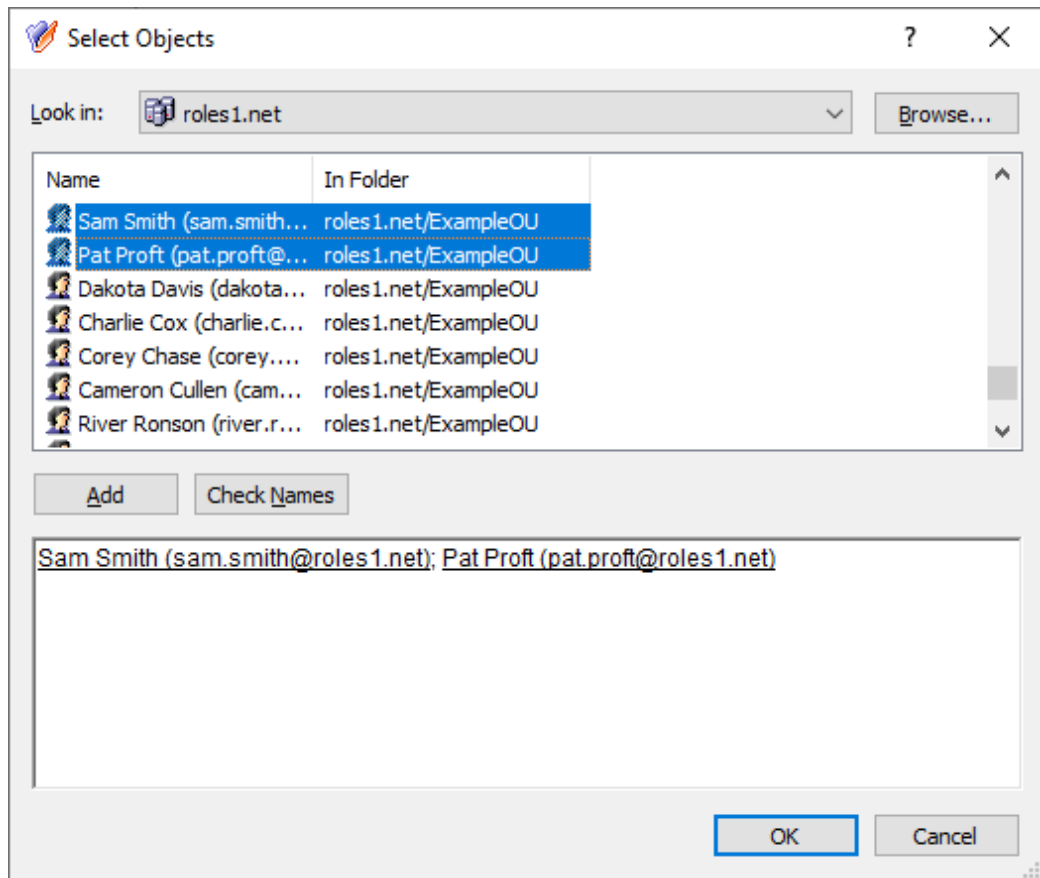 Select Objects ?
Look in: roles1.net Browse...
Name In Folder
Sam Smith (sam.smith... roles1.net/ExampleOU
Pat Proft (pat.proft@... roles1.net/ExampleOU
Dakota Davis (dakota... roles1.net/ExampleOU
Charlie Cox (charlie.c... roles1.net/ExampleOU
Corey Chase (corey.... roles1.net/ExampleOU
Cameron Cullen (cam... roles1.net/ExampleOU
River Ronson (river.r... roles1.net/ExampleOU
Add Check Names
Sam Smith (sam.smith@roles1.net); Pat Proft (pat.proft@roles1.net)
OK Cancel